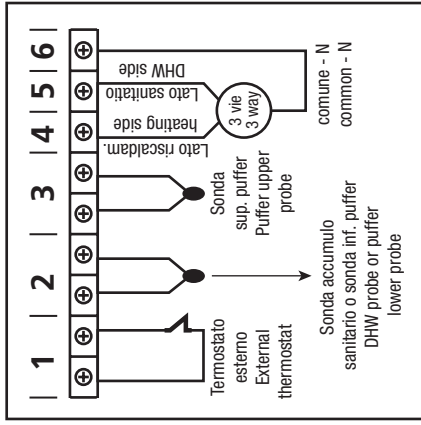 1 2 3 4 5 6
Termostato
esterno
External
thermostat
Sonda accumulo
sanitario o sonda inf. puffer
DHW probe or puffer
lower probe
Sonda
sup. puffer
Puffer upper
probe
Lato riscaldam.
heating side
Lato sanitatio
DHW side
3 vie
3 way
comune - N
common - N